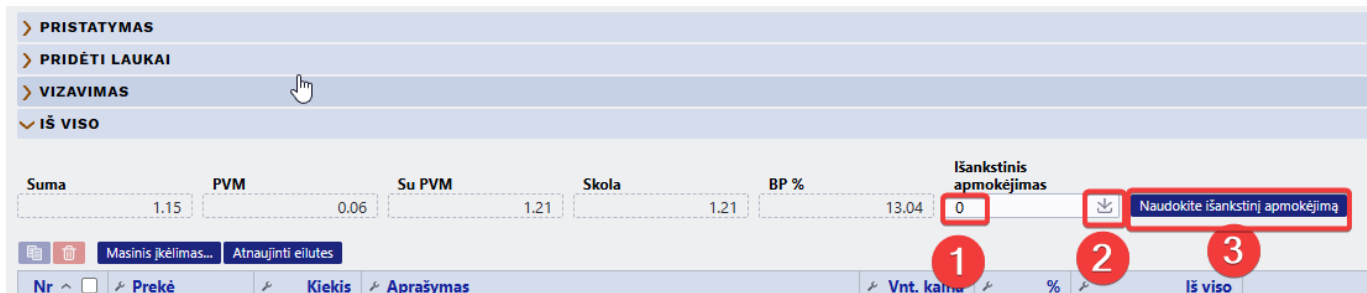 PRISTATYMAS
PRIDĖTI LAUKAI
VIZAVIMAS
IŠ VISO
Išankstinis
Suma PVM Su PVM Skola BP % apmokėjimas
1.15 0.06 1.21 1.21 13.04 0 Naudokite išankstinį apmokėjimą
Masinis įkėlimas... Atnaujinti eilutes 1 2 3
Nr Prekė Kiekis Aprašymas Vnt. kaina % Iš viso